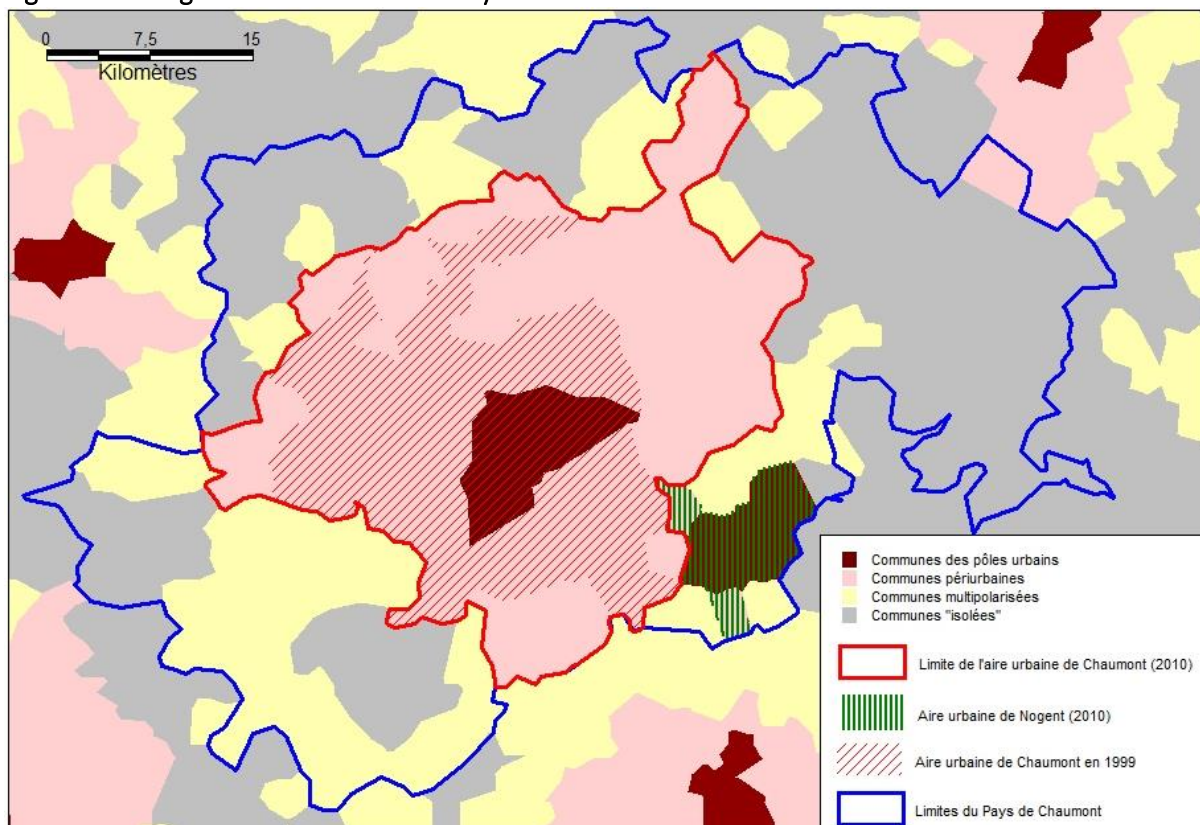 0 7,5 15
Kilomètres
Communes des pôles urbains
Communes périurbaines
Communes multipolarisées
Communes "isolées"
Limite de l'aire urbaine de Chaumont (2010)
Aire urbaine de Nogent (2010)
Aire urbaine de Chaumont en 1999
Limites du Pays de Chaumont